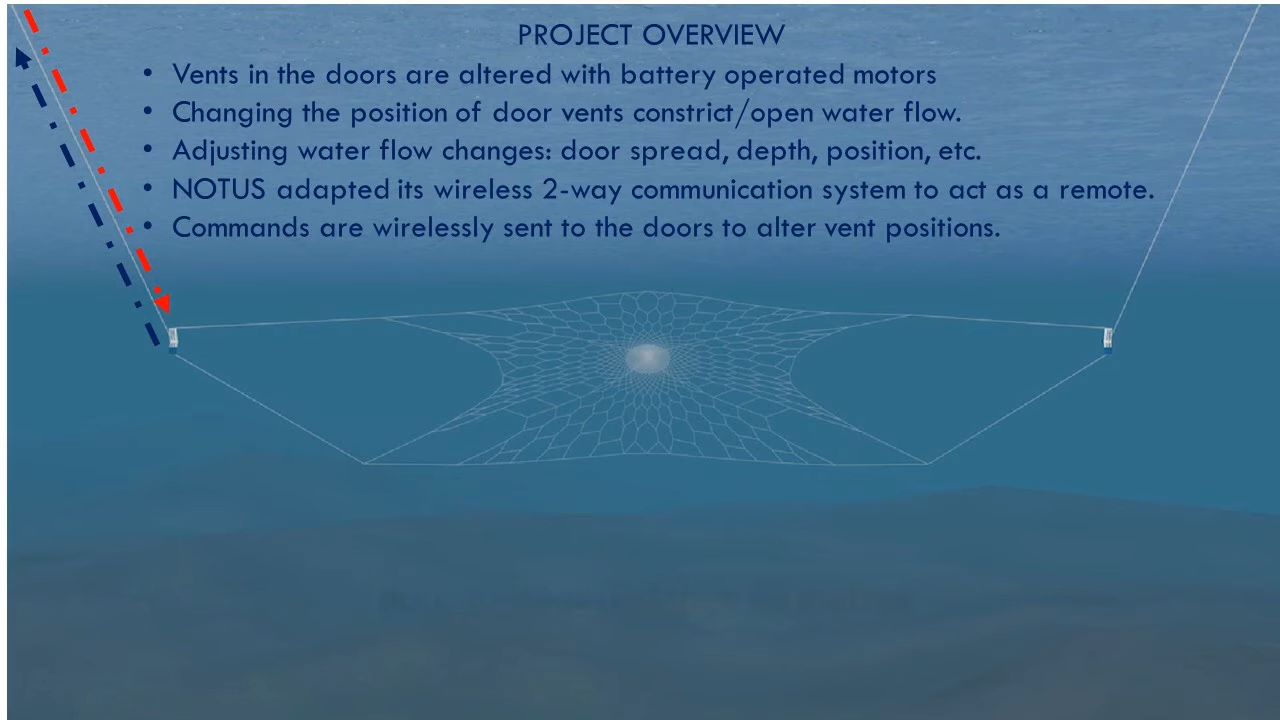 PROJECT OVERVIEW
• Vents in the doors are altered with battery operated motors
• Changing the position of door vents constrict/open water flow.
• Adjusting water flow changes: door spread, depth, position, etc.
• NOTUS adapted its wireless 2-way communication system to act as a remote.
• Commands are wirelessly sent to the doors to alter vent positions.